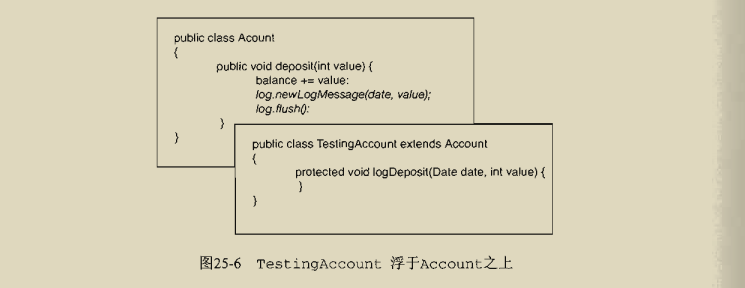 public class Acount
{
public void deposit(int value) {
balance += value:
log.newLogMessage(date, value);
log.flush():
}
}
public class TestingAccount extends Account
{
protected void logDeposit(Date date, int value) {
}
}
图25-6 TestingAccount 浮于Account之上